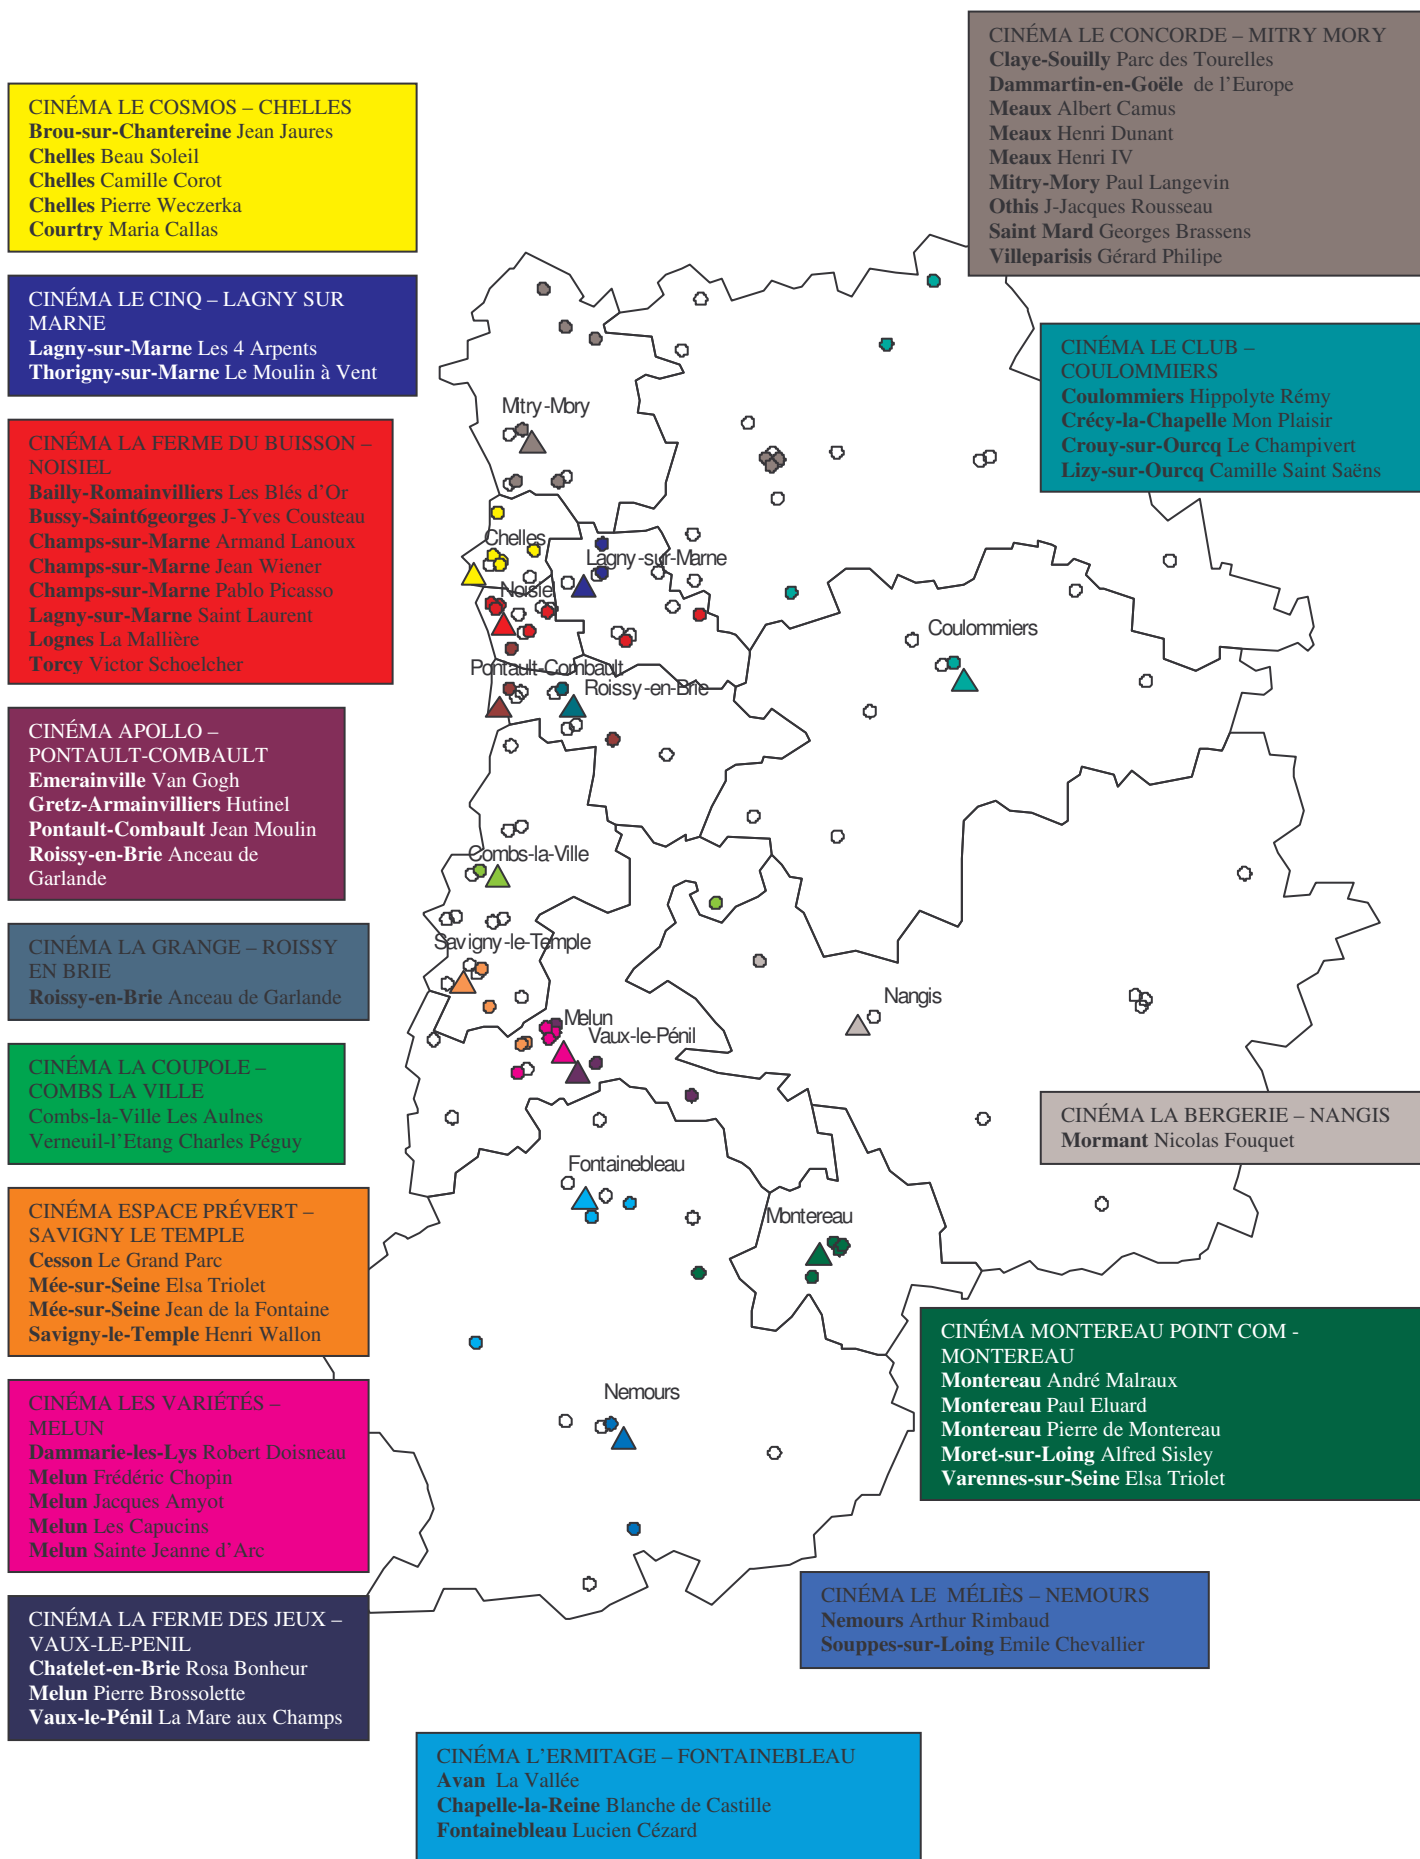 CINÉMA LE CONCORDE – MITRY MORY
Claye-Souilly Parc des Tourelles
Dammartin-en-Goële de l’Europe
Meaux Albert Camus
Meaux Henri Dunant
Meaux Henri IV
Mitry-Mory Paul Langevin
Othis J-Jacques Rousseau
Saint Mard Georges Brassens
Villeparisis Gérard Philipe
CINÉMA LE COSMOS – CHELLES
Brou-sur-Chantereine Jean Jaures
Chelles Beau Soleil
Chelles Camille Corot
Chelles Pierre Weczerka
Courtry Maria Callas
CINÉMA LE CINQ – LAGNY SUR
MARNE
Lagny-sur-Marne Les 4 Arpents
Thorigny-sur-Marne Le Moulin à Vent
CINÉMA LE CLUB –
COULOMMIERS
Coulommiers Hippolyte Rémy
Crécy-la-Chapelle Mon Plaisir
Crouy-sur-Ourcq Le Champivert
Lizy-sur-Ourcq Camille Saint Saëns
CINÉMA LA FERME DU BUISSON –
NOISIEL
Bailly-Romainvilliers Les Blés d’Or
Bussy-Saint6georges J-Yves Cousteau
Champs-sur-Marne Armand Lanoux
Champs-sur-Marne Jean Wiener
Champs-sur-Marne Pablo Picasso
Lagny-sur-Marne Saint Laurent
Lognes La Mallière
Torcy Victor Schoelcher
CINÉMA APOLLO –
PONTAULT-COMBAULT
Emerainville Van Gogh
Gretz-Armainvilliers Hutinel
Pontault-Combault Jean Moulin
Roissy-en-Brie Anceau de
Garlande
CINÉMA LA GRANGE – ROISSY
EN BRIE
Roissy-en-Brie Anceau de Garlande
CINÉMA LA COUPOLE –
COMBS LA VILLE
Combs-la-Ville Les Aulnes
Verneuil-l’Etang Charles Péguy
CINÉMA ESPACE PRÉVERT –
SAVIGNY LE TEMPLE
Cesson Le Grand Parc
Mée-sur-Seine Elsa Triolet
Mée-sur-Seine Jean de la Fontaine
Savigny-le-Temple Henri Wallon
CINÉMA LES VARIÉTÉS –
MELUN
Dammarie-les-Lys Robert Doisneau
Melun Frédéric Chopin
Melun Jacques Amyot
Melun Les Capucins
Melun Sainte Jeanne d’Arc
CINÉMA LA FERME DES JEUX –
VAUX-LE-PENIL
Chatelet-en-Brie Rosa Bonheur
Melun Pierre Brossolette
Vaux-le-Pénil La Mare aux Champs
Mitry-Mory
Chelles
Lagny-sur-Marne
Noisiel
Coulommiers
Pontault-Combault
Roissy-en-Brie
Combs-la-Ville
Savigny-le-Temple
Nangis
Melun
Vaux-le-Pénil
Fontainebleau
Montereau
Nemours
CINÉMA LA BERGERIE – NANGIS
Mormant Nicolas Fouquet
CINÉMA MONTEREAU POINT COM -
MONTEREAU
Montereau André Malraux
Montereau Paul Eluard
Montereau Pierre de Montereau
Moret-sur-Loing Alfred Sisley
Varennes-sur-Seine Elsa Triolet
CINÉMA LE MÉLIÈS – NEMOURS
Nemours Arthur Rimbaud
Souppes-sur-Loing Emile Chevallier
CINÉMA L’ERMITAGE – FONTAINEBLEAU
Avan La Vallée
Chapelle-la-Reine Blanche de Castille
Fontainebleau Lucien Cézard